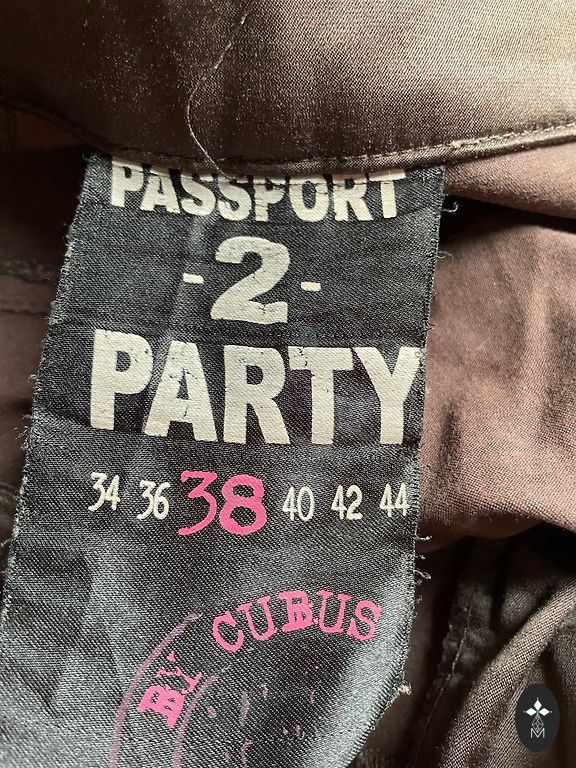 PASSPORT
-2-
PARTY
34 36 38 40 42 44
BY CUBUS
M